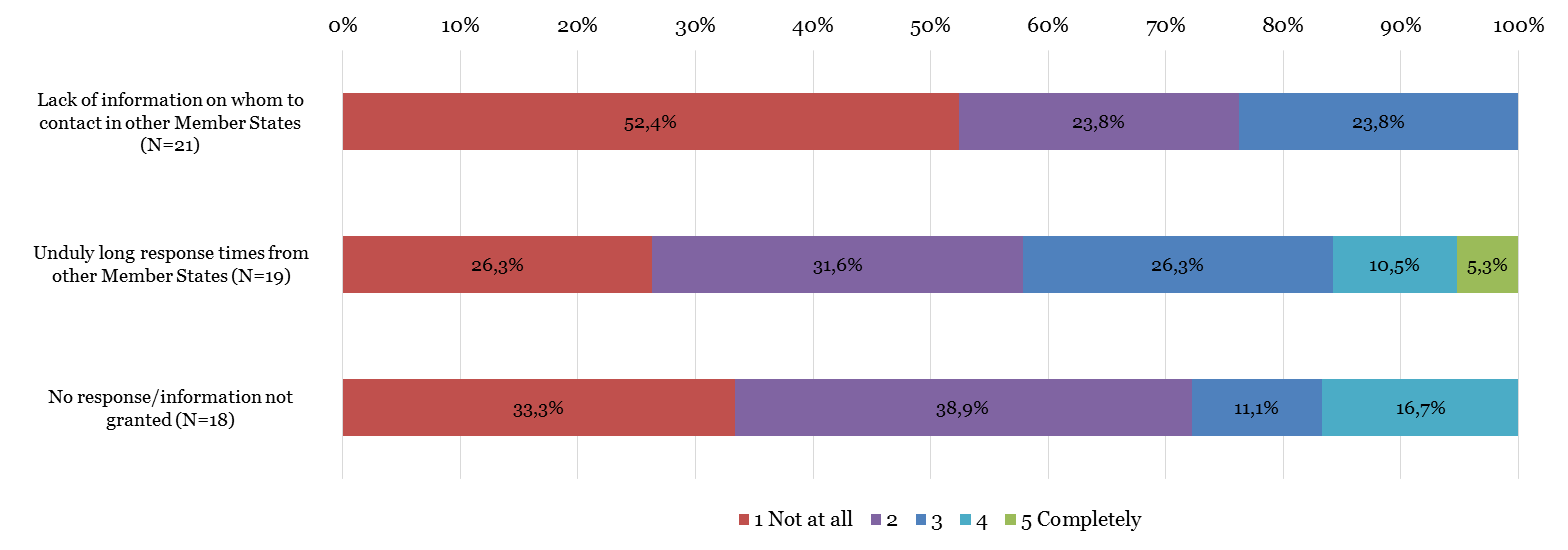 0% 10% 20% 30% 40% 50% 60% 70% 80% 90% 100%
Lack of information on whom to
contact in other Member States
(N=21)
52,4% 23,8% 23,8%
Unduly long response times from
other Member States (N=19)
26,3% 31,6% 26,3% 10,5% 5,3%
No response/information not
granted (N=18)
33,3% 38,9% 11,1% 16,7%
1 Not at all 2 3 4 5 Completely